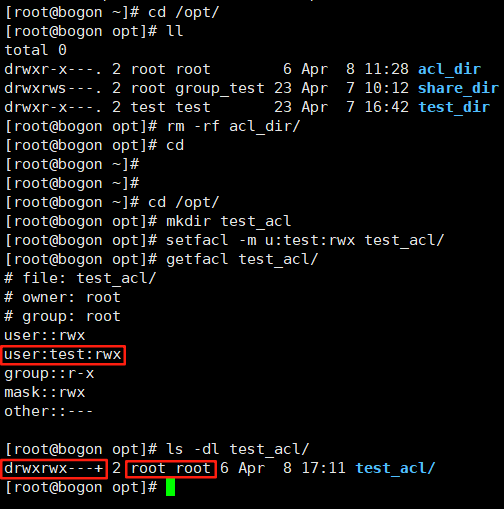 [root@bogon ~]# cd /opt/
[root@bogon opt]# ll
total 0
drwxr-x---. 2 root root        6 Apr  8 11:28 acl_dir
drwxrws---. 2 root group_test 23 Apr  7 10:12 share_dir
drwxr-x---. 2 test test       23 Apr  7 16:42 test_dir
[root@bogon opt]# rm -rf acl_dir/
[root@bogon opt]# cd
[root@bogon ~]#
[root@bogon ~]#
[root@bogon ~]# cd /opt/
[root@bogon opt]# mkdir test_acl
[root@bogon opt]# setfacl -m u:test:rwx test_acl/
[root@bogon opt]# getfacl test_acl/
# file: test_acl/
# owner: root
# group: root
user::rwx
user:test:rwx
group::r-x
mask::rwx
other::---

[root@bogon opt]# ls -dl test_acl/
drwxrwx---+ 2 root root 6 Apr  8 17:11 test_acl/
[root@bogon opt]#